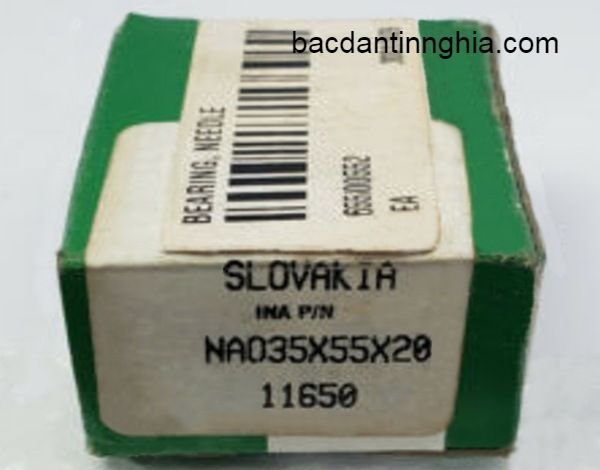 bacdantinnghia.com
BEARING, NEEDLE
EA
SLOVAKIA
INA P/N
NAO35X55X20
11650